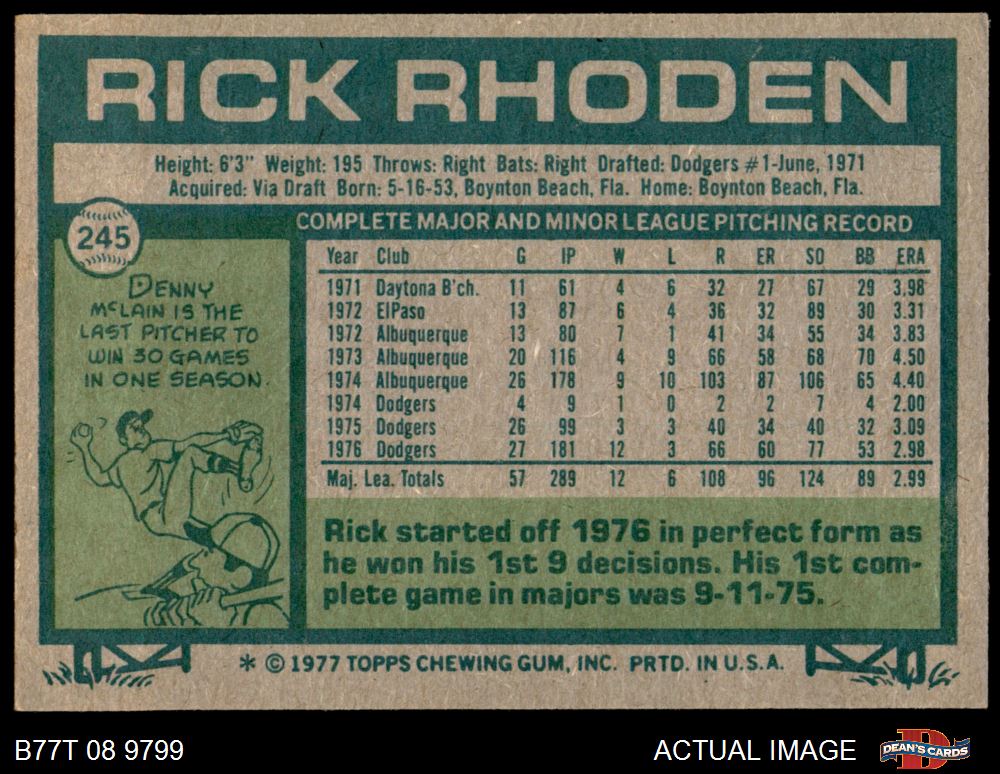 RICK RHODEN
Height: 6'3" Weight: 195 Throws: Right Bats: Right Drafted: Dodgers #1-June, 1971
Acquired: Via Draft Born: 5-16-53, Boynton Beach, Fla. Home: Boynton Beach, Fla.
245
DENNY
McLAIN IS THE
LAST PITCHER TO
WIN 30 GAMES
IN ONE SEASON.
COMPLETE MAJOR AND MINOR LEAGUE PITCHING RECORD
Year Club G IP W L R ER SO BB ERA
1971 Daytona B'ch. 11 61 4 6 32 27 67 29 3.98
1972 ElPaso 13 87 6 4 36 32 89 30 3.31
1972 Albuquerque 13 80 7 1 41 34 55 34 3.83
1973 Albuquerque 20 116 4 9 66 58 68 70 4.50
1974 Albuquerque 26 178 9 10 103 87 106 65 4.40
1974 Dodgers 4 9 1 0 2 2 7 4 2.00
1975 Dodgers 26 99 3 3 40 34 40 32 3.09
1976 Dodgers 27 181 12 3 66 60 77 53 2.98
Maj. Lea. Totals 57 289 12 6 108 96 124 89 2.99
Rick started off 1976 in perfect form as
he won his 1st 9 decisions. His 1st com-
plete game in majors was 9-11-75.
* © 1977 TOPPS CHEWING GUM, INC. PRTD. IN U.S.A.
B77T 08 9799
ACTUAL IMAGE
DEAN'S CARDS